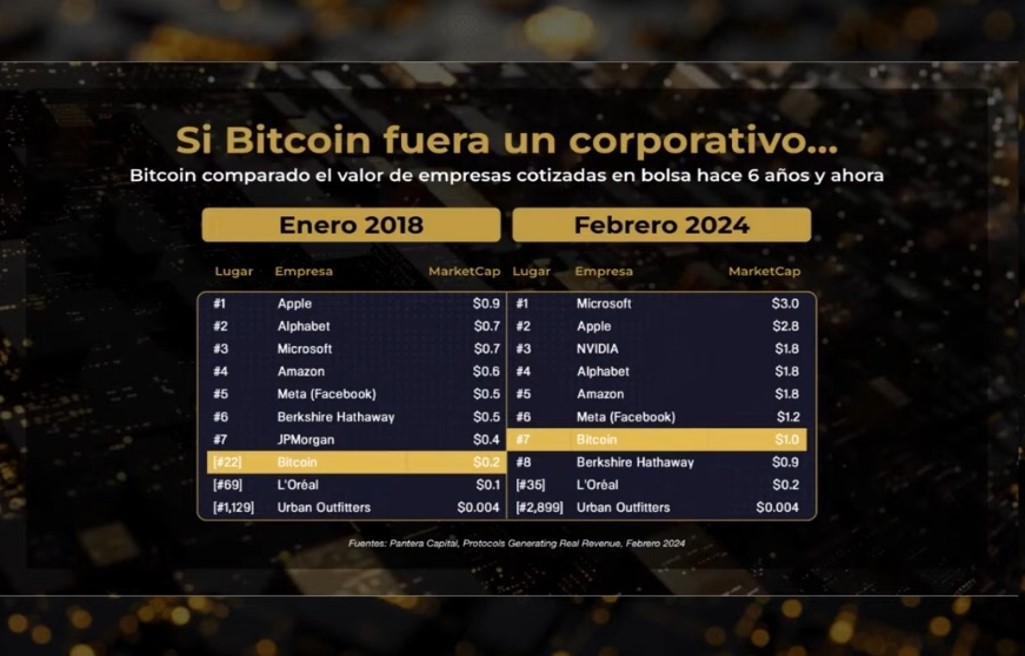 Si Bitcoin fuera un corporativo...
Bitcoin comparado el valor de empresas cotizadas en bolsa hace 6 años y ahora
Enero 2018 Febrero 2024
Lugar Empresa MarketCap Lugar Empresa MarketCap
#1 Apple $0.9 #1 Microsoft $3.0
#2 Alphabet $0.7 #2 Apple $2.8
#3 Microsoft $0.7 #3 NVIDIA $1.8
#4 Amazon $0.6 #4 Alphabet $1.8
#5 Meta (Facebook) $0.5 #5 Amazon $1.8
#6 Berkshire Hathaway $0.5 #6 Meta (Facebook) $1.2
#7 JPMorgan $0.4 #7 Bitcoin $1.0
[#22] Bitcoin $0.2 #8 Berkshire Hathaway $0.9
[#69] L'Oréal $0.1 [#35] L'Oréal $0.2
[#1,129] Urban Outfitters $0.004 [#2,899] Urban Outfitters $0.004
Fuentes: Pantera Capital, Protocols Generating Real Revenue, Febrero 2024